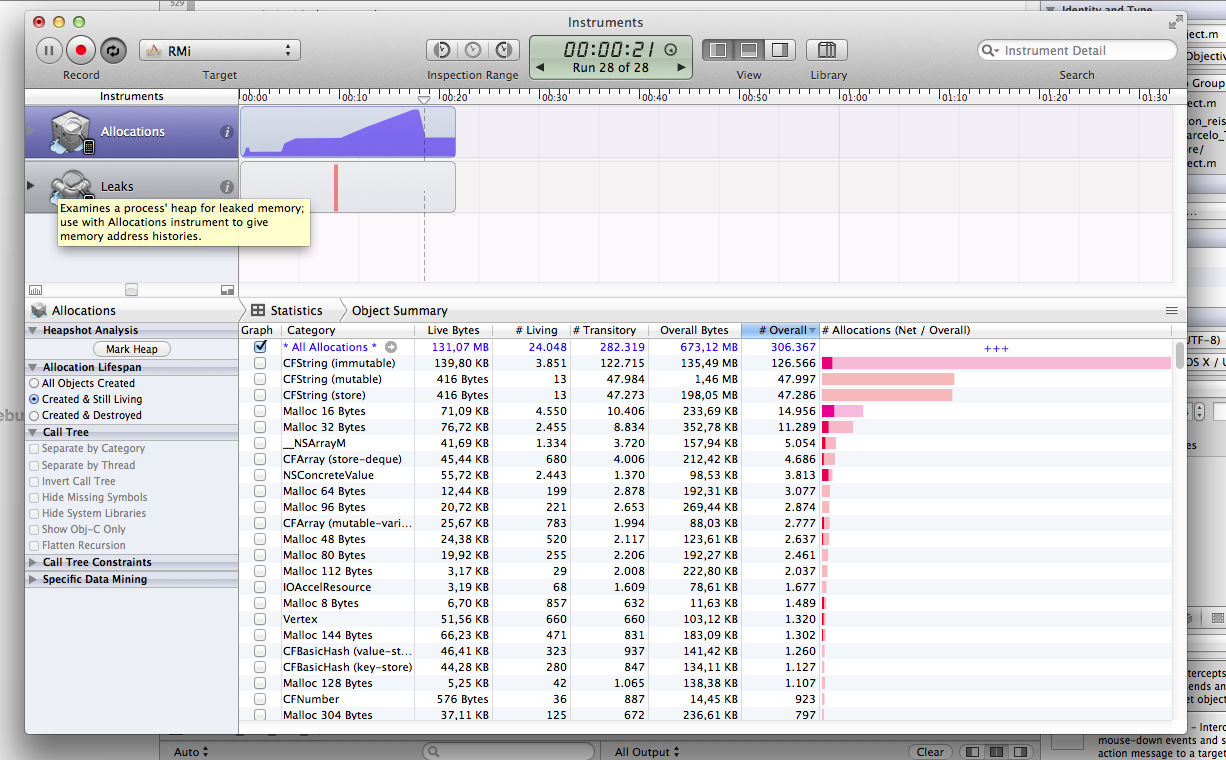 529
Instruments
Identity and Type
RMi
00:00:21
Run 28 of 28
Instrument Detail
Record
Target
Inspection Range
View
Library
Search
ject.m
Objectiv
Group
ect.m
on_reis
arcelo_T
ore/
ect.m
Instruments
00:00
00:10
00:20
00:30
00:40
00:50
01:00
01:10
01:20
01:30
Allocations
Leaks
Examines a process' heap for leaked memory;
use with Allocations instrument to give
memory address histories.
Allocations
Statistics
Object Summary
Heapshot Analysis
Mark Heap
Allocation Lifespan
All Objects Created
Created & Still Living
Created & Destroyed
Call Tree
Separate by Category
Separate by Thread
Invert Call Tree
Hide Missing Symbols
Hide System Libraries
Show Obj-C Only
Flatten Recursion
Call Tree Constraints
Specific Data Mining
Graph Category Live Bytes # Living # Transitory Overall Bytes # Overall # Allocations (Net / Overall)
* All Allocations * 131,07 MB 24.048 282.319 673,12 MB 306.367 +++
CFString (immutable) 139,80 KB 3.851 122.715 135,49 MB 126.566
CFString (mutable) 416 Bytes 13 47.984 1,46 MB 47.997
CFString (store) 416 Bytes 13 47.273 198,05 MB 47.286
Malloc 16 Bytes 71,09 KB 4.550 10.406 233,69 KB 14.956
Malloc 32 Bytes 76,72 KB 2.455 8.834 352,78 KB 11.289
__NSArrayM 41,69 KB 1.334 3.720 157,94 KB 5.054
CFArray (store-deque) 45,44 KB 680 4.006 212,42 KB 4.686
NSConcreteValue 55,72 KB 2.443 1.370 98,53 KB 3.813
Malloc 64 Bytes 12,44 KB 199 2.878 192,31 KB 3.077
Malloc 96 Bytes 20,72 KB 221 2.653 269,44 KB 2.874
CFArray (mutable-vari... 25,67 KB 783 1.994 88,03 KB 2.777
Malloc 48 Bytes 24,38 KB 520 2.117 123,61 KB 2.637
Malloc 80 Bytes 19,92 KB 255 2.206 192,27 KB 2.461
Malloc 112 Bytes 3,17 KB 29 2.008 222,80 KB 2.037
IOAccelResource 3,19 KB 68 1.609 78,61 KB 1.677
Malloc 8 Bytes 6,70 KB 857 632 11,63 KB 1.489
Vertex 51,56 KB 660 660 103,12 KB 1.320
Malloc 144 Bytes 66,23 KB 471 831 183,09 KB 1.302
CFBasicHash (value-st... 46,41 KB 323 937 141,42 KB 1.260
CFBasicHash (key-store) 44,28 KB 280 847 134,11 KB 1.127
Malloc 128 Bytes 5,25 KB 42 1.065 138,38 KB 1.107
CFNumber 576 Bytes 36 887 14,45 KB 923
Malloc 304 Bytes 37,11 KB 125 672 236,61 KB 797
UTF-8)
OS X / U
ebu
es
ntercepts
ends an
et object
- Interc
mouse-down events and s
action message to a target
Auto
All Output
Clear